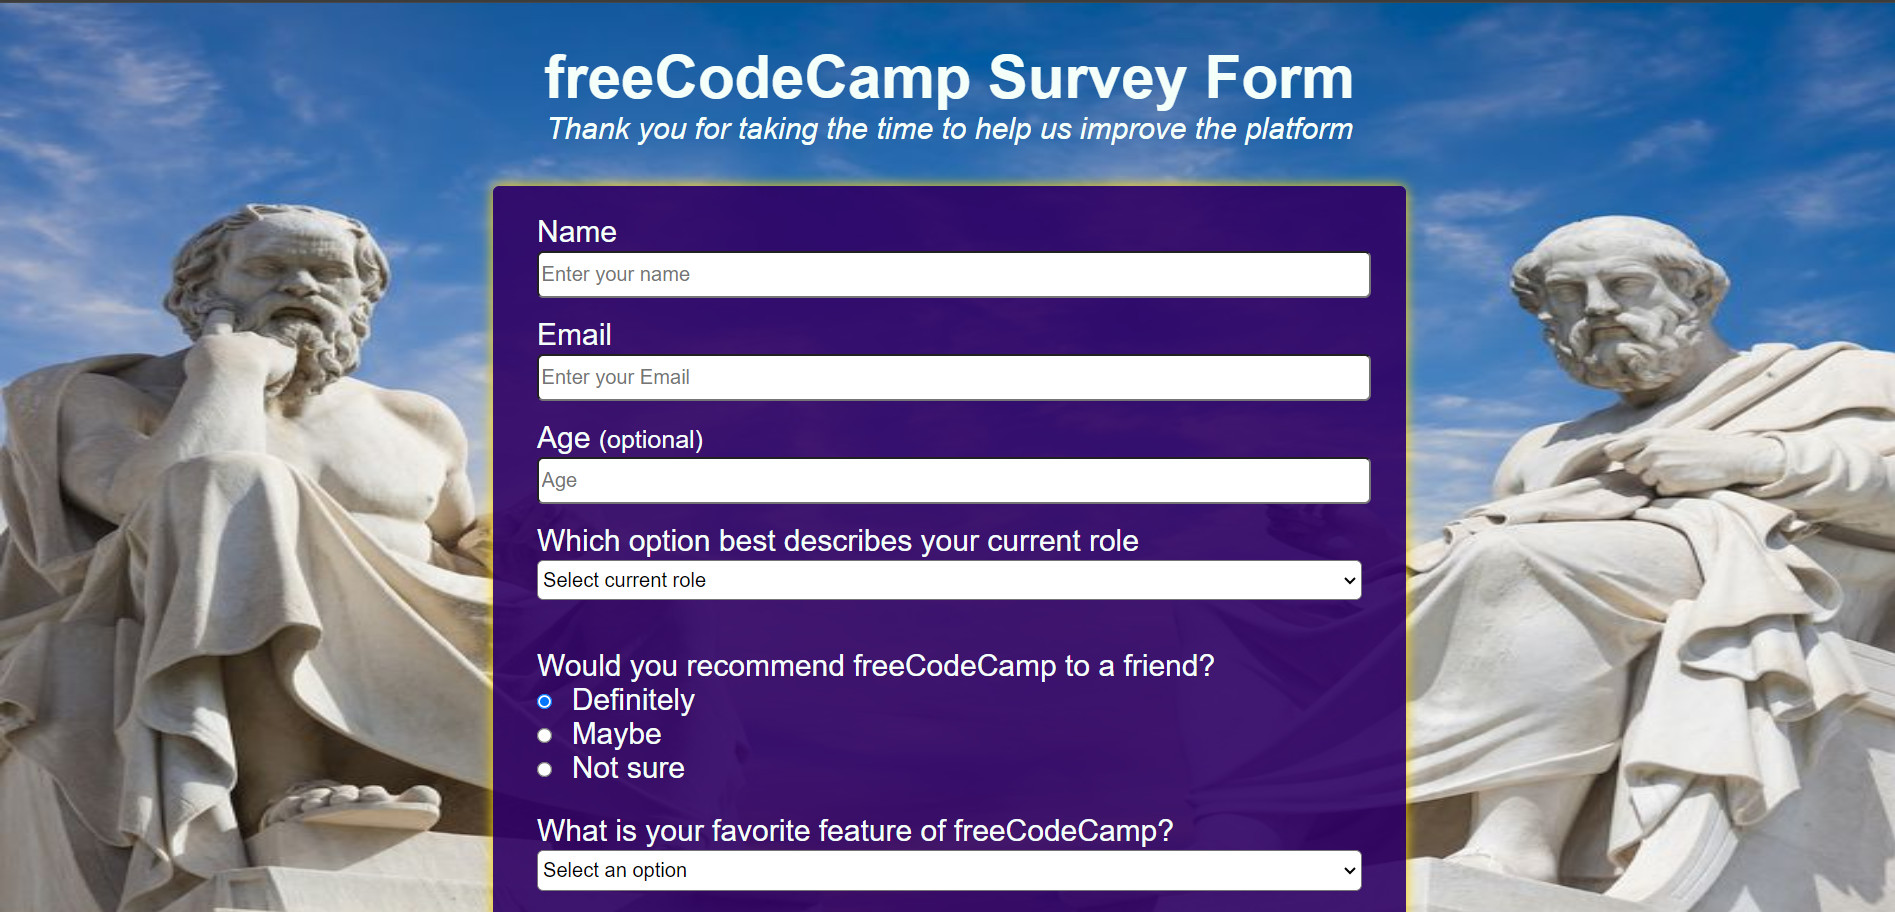 freeCodeCamp Survey Form
Thank you for taking the time to help us improve the platform
Name
Enter your name
Email
Enter your Email
Age (optional)
Age
Which option best describes your current role
Select current role
Would you recommend freeCodeCamp to a friend?
Definitely
Maybe
Not sure
What is your favorite feature of freeCodeCamp?
Select an option